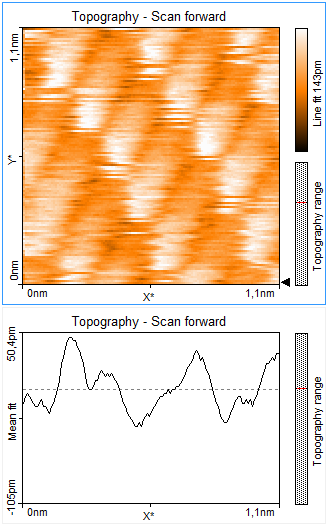 Topography - Scan forward
1,1nm
Y*
0nm
0nm
X*
1,1nm
Line fit 143pm
Topography range
Topography - Scan forward
50,4pm
Mean fit
-105pm
0nm
X*
1,1nm
Topography range